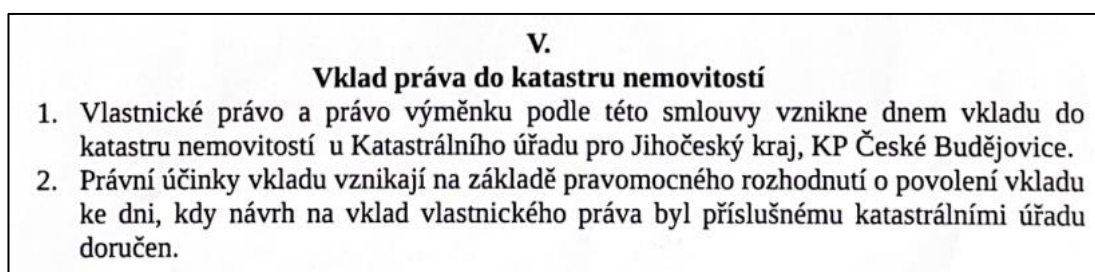 V.
Vklad práva do katastru nemovitostí
1. Vlastnické právo a právo výměnku podle této smlouvy vznikne dnem vkladu do
katastru nemovitostí u Katastrálního úřadu pro Jihočeský kraj, KP České Budějovice.
2. Právní účinky vkladu vznikají na základě pravomocného rozhodnutí o povolení vkladu
ke dni, kdy návrh na vklad vlastnického práva byl příslušnému katastrálními úřadu
doručen.